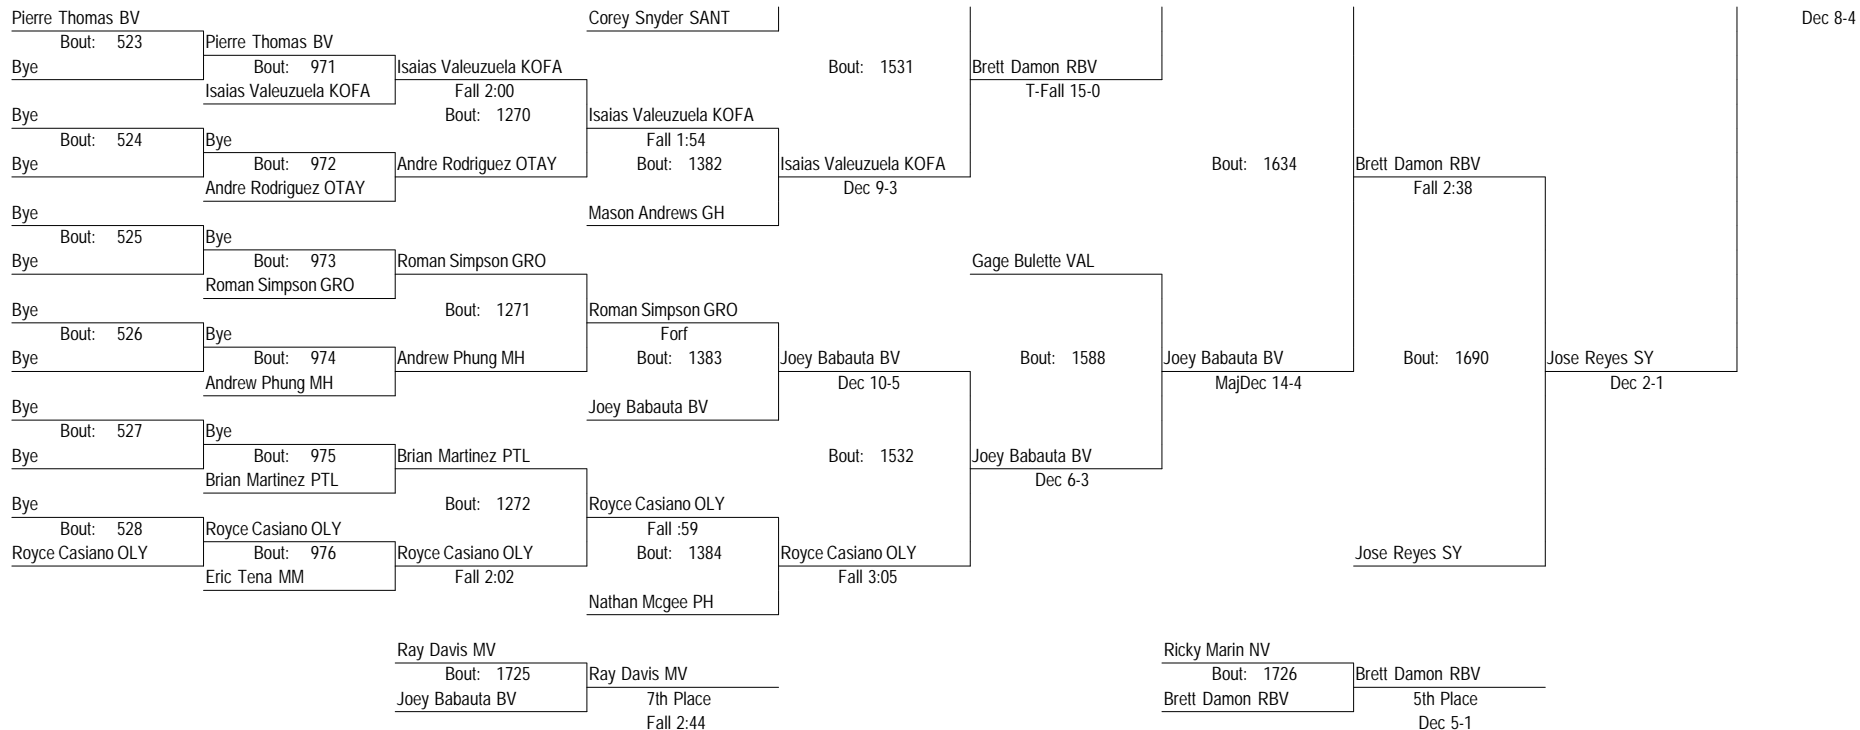 Pierre Thomas BV
Corey Snyder SANT
Dec 8-4
Bout: 523
Pierre Thomas BV
Bye
Bout: 971
Isaias Valeuzuela KOFA
Bout: 1531
Brett Damon RBV
Isaias Valeuzuela KOFA
Fall 2:00
T-Fall 15-0
Bye
Bout: 1270
Isaias Valeuzuela KOFA
Bout: 524
Bye
Fall 1:54
Bye
Bout: 972
Andre Rodriguez OTAY
Bout: 1382
Isaias Valeuzuela KOFA
Bout: 1634
Brett Damon RBV
Andre Rodriguez OTAY
Dec 9-3
Fall 2:38
Bye
Mason Andrews GH
Bout: 525
Bye
Bye
Bout: 973
Roman Simpson GRO
Gage Bulette VAL
Roman Simpson GRO
Bye
Bout: 1271
Roman Simpson GRO
Bout: 526
Bye
Forf
Bye
Bout: 974
Andrew Phung MH
Bout: 1383
Joey Babauta BV
Bout: 1588
Joey Babauta BV
Bout: 1690
Jose Reyes SY
Andrew Phung MH
Dec 10-5
MajDec 14-4
Dec 2-1
Bye
Joey Babauta BV
Bout: 527
Bye
Bye
Bout: 975
Brian Martinez PTL
Bout: 1532
Joey Babauta BV
Brian Martinez PTL
Dec 6-3
Bye
Bout: 1272
Royce Casiano OLY
Bout: 528
Royce Casiano OLY
Fall :59
Royce Casiano OLY
Bout: 976
Royce Casiano OLY
Bout: 1384
Royce Casiano OLY
Jose Reyes SY
Eric Tena MM
Fall 2:02
Fall 3:05
Nathan Mcgee PH
Ray Davis MV
Ricky Marin NV
Bout: 1725
Ray Davis MV
Bout: 1726
Brett Damon RBV
Joey Babauta BV
7th Place
Brett Damon RBV
5th Place
Fall 2:44
Dec 5-1